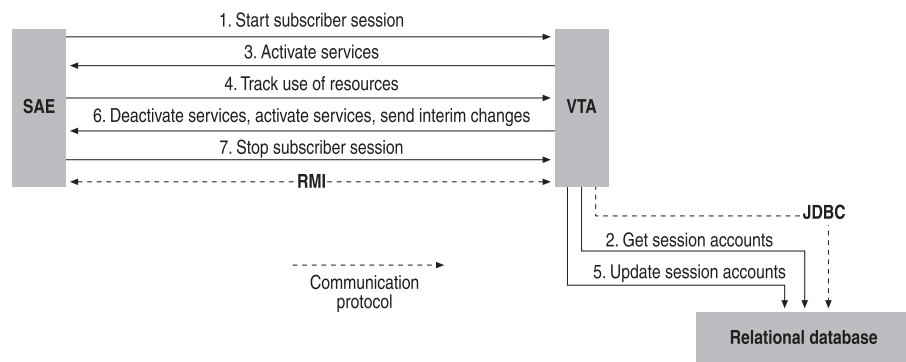 1. Start subscriber session
3. Activate services
4. Track use of resources
SAE
VTA
6. Deactivate services, activate services, send interim changes
7. Stop subscriber session
RMI
JDBC
2. Get session accounts
5. Update session accounts
Communication
protocol
Relational database